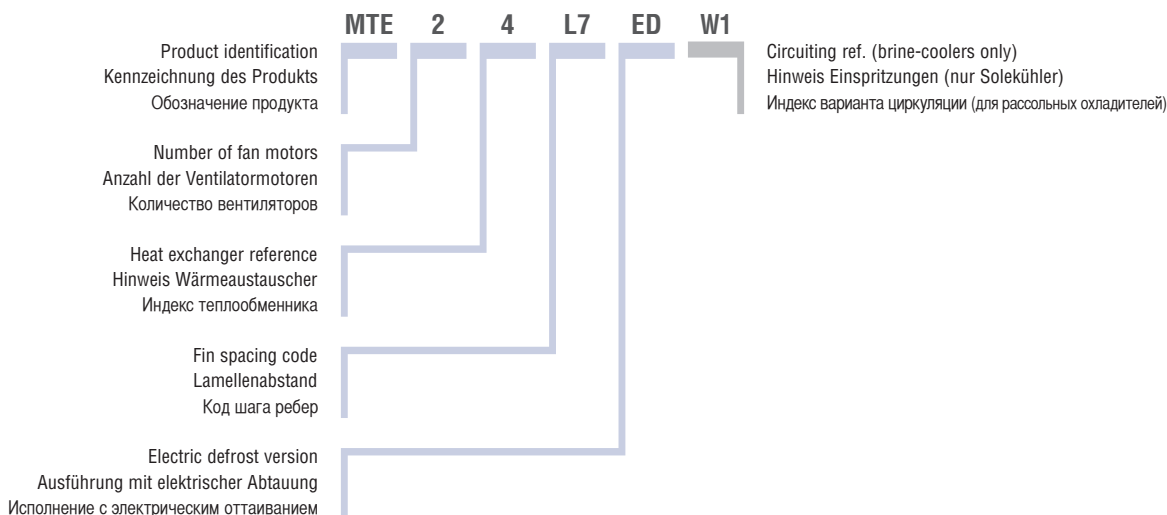 MTE 2 4 L7 ED W1
Product identification
Kennzeichnung des Produkts
Обозначение продукта
Circuiting ref. (brine-coolers only)
Hinweis Einspritzungen (nur Solekühler)
Индекс варианта циркуляции (для рассольных охладителей)
Number of fan motors
Anzahl der Ventilatormotoren
Количество вентиляторов
Heat exchanger reference
Hinweis Wärmeaustauscher
Индекс теплообменника
Fin spacing code
Lamellenabstand
Код шага ребер
Electric defrost version
Ausführung mit elektrischer Abtauung
Исполнение с электрическим оттаиванием